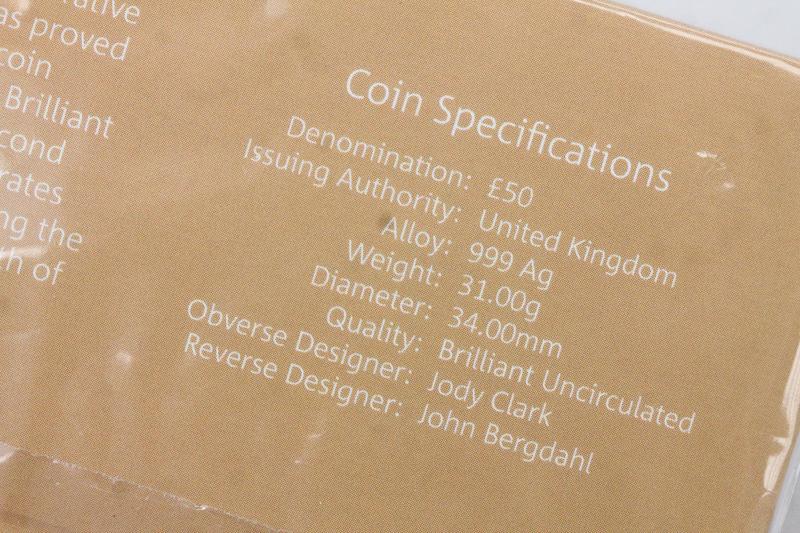 as proved
coin
Brilliant
cond
rates
ng the
h of
Coin Specifications
Denomination: £50
Issuing Authority: United Kingdom
Alloy: 999 Ag
Weight: 31.00g
Diameter: 34.00mm
Quality: Brilliant Uncirculated
Obverse Designer: Jody Clark
Reverse Designer: John Bergdahl